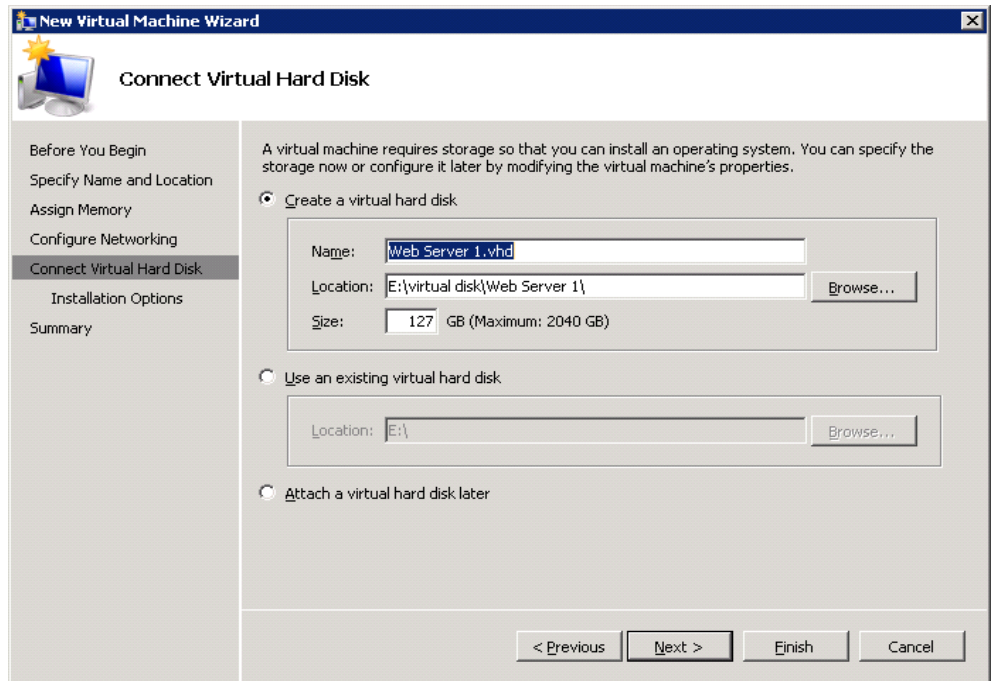 New Virtual Machine Wizard
Connect Virtual Hard Disk
Before You Begin
Specify Name and Location
Assign Memory
Configure Networking
Connect Virtual Hard Disk
Installation Options
Summary
A virtual machine requires storage so that you can install an operating system. You can specify the
storage now or configure it later by modifying the virtual machine's properties.
Create a virtual hard disk
Name: Web Server 1.vhd
Location: E:\virtual disk\Web Server 1\ Browse...
Size: 127 GB (Maximum: 2040 GB)
Use an existing virtual hard disk
Location: E:\ Browse...
Attach a virtual hard disk later
< Previous Next > Finish Cancel